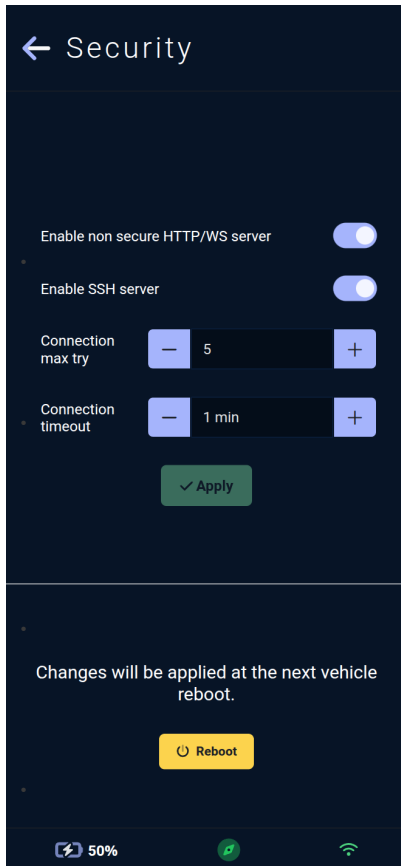 Security
Enable non secure HTTP/WS server
Enable SSH server
Connection
max try
5
Connection
timeout
1 min
Apply
Changes will be applied at the next vehicle
reboot.
Reboot
50%